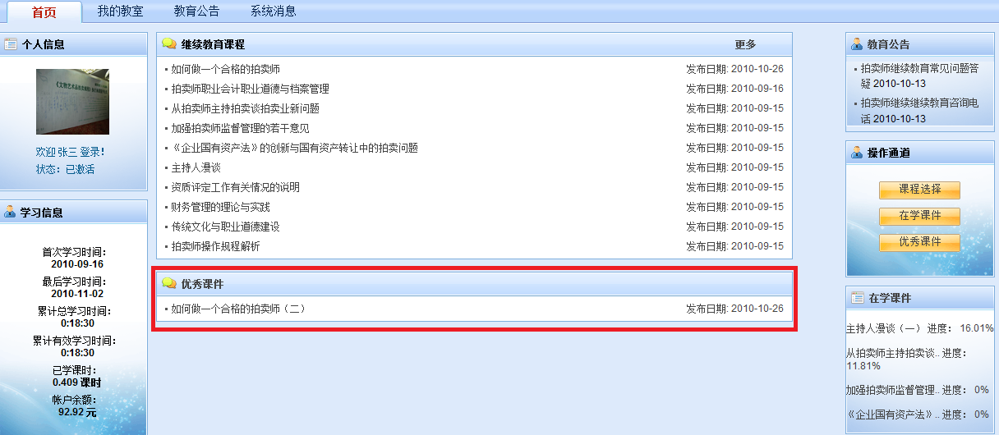 首页 我的教室 教育公告 系统消息
个人信息
《文物艺术品拍卖规程》
欢迎 张三 登录!
状态: 已激活
学习信息
首次学习时间:
2010-09-16
最后学习时间:
2010-11-02
累计总学习时间:
0:18:30
累计有效学习时间:
0:18:30
已学课时:
0.409 课时
帐户余额:
92.92 元
继续教育课程 更多
▪ 如何做一个合格的拍卖师 发布日期: 2010-10-26
▪ 拍卖师职业会计职业道德与档案管理 发布日期: 2010-09-16
▪ 从拍卖师主持拍卖谈拍卖业新问题 发布日期: 2010-09-15
▪ 加强拍卖师监督管理的若干意见 发布日期: 2010-09-15
▪ 《企业国有资产法》的创新与国有资产转让中的拍卖问题 发布日期: 2010-09-15
▪ 主持人漫谈 发布日期: 2010-09-15
▪ 资质评定工作有关情况的说明 发布日期: 2010-09-15
▪ 财务管理的理论与实践 发布日期: 2010-09-15
▪ 传统文化与职业道德建设 发布日期: 2010-09-15
▪ 拍卖师操作规程解析 发布日期: 2010-09-15
优秀课件
▪ 如何做一个合格的拍卖师（二） 发布日期: 2010-10-26
教育公告
▪ 拍卖师继续教育常见问题答
疑 2010-10-13
▪ 拍卖师继续继续教育咨询电
话 2010-10-13
操作通道
课程选择
在学课件
优秀课件
在学课件
主持人漫谈（一） 进度: 16.01%
从拍卖师主持拍卖谈.. 进度:
11.81%
加强拍卖师监督管理.. 进度: 0%
《企业国有资产法》.. 进度: 0%